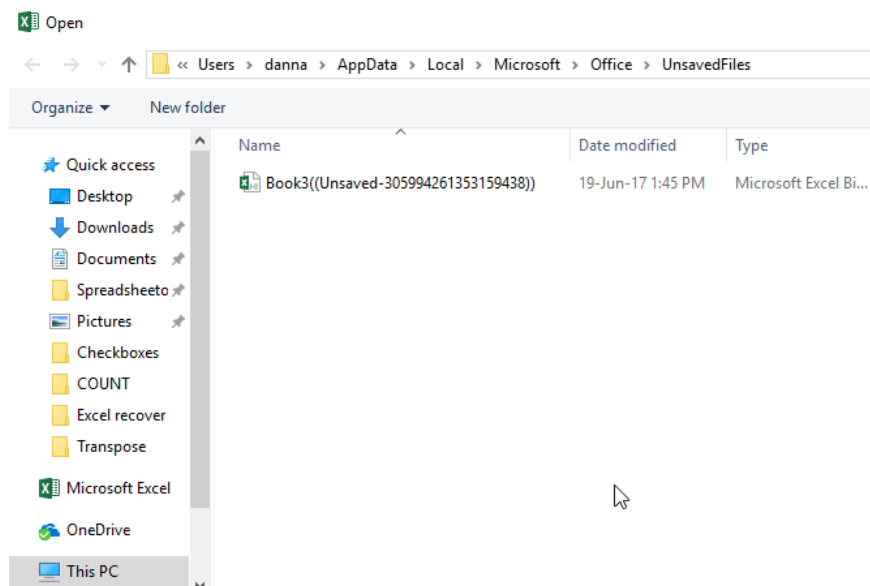 Open
« Users > danna > AppData > Local > Microsoft > Office > UnsavedFiles
Organize New folder
Name Date modified Type
Book3((Unsaved-305994261353159438)) 19-Jun-17 1:45 PM Microsoft Excel Bi...
Quick access
Desktop
Downloads
Documents
Spreadsheeto
Pictures
Checkboxes
COUNT
Excel recover
Transpose
Microsoft Excel
OneDrive
This PC